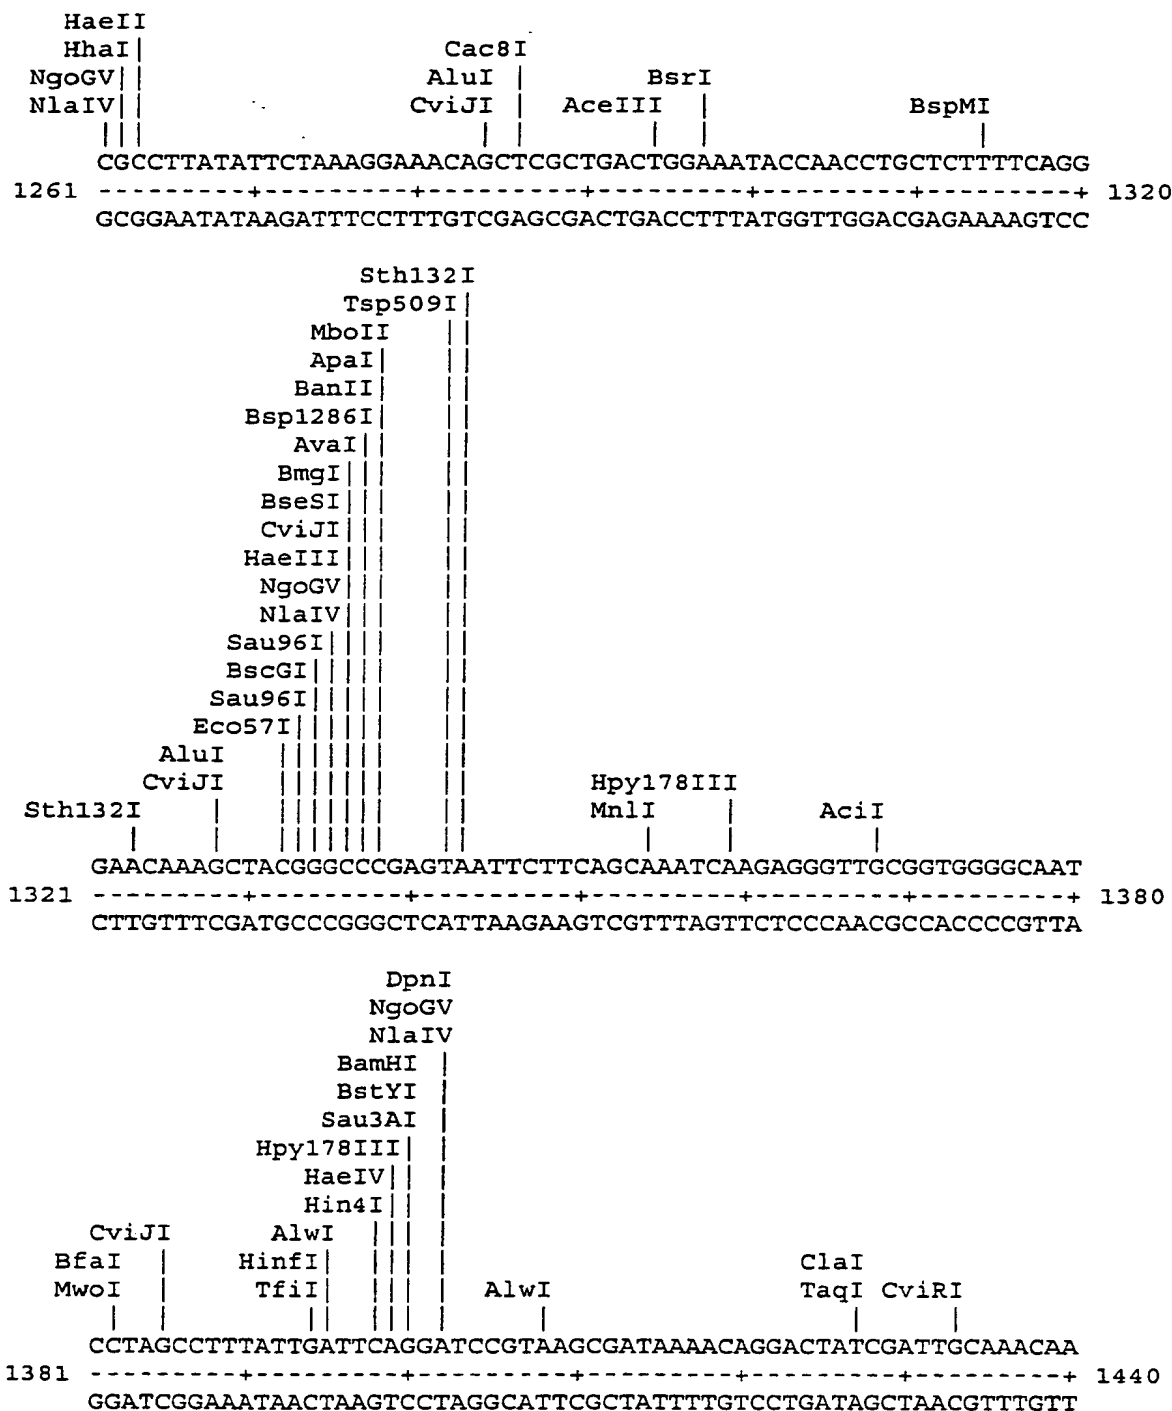 HaeII
HhaI|
NgoGV|| Cac8I
NlaIV|| AluI | BsrI
CviJI | AceIII | BspMI
CGCCTTATATTCTAAAGGAAACAGCTCGCTGACTGGAAATACCAACCTGCTCTTTTCAGG
1261 ---------+---------+---------+---------+---------+---------+ 1320
GCGGAATATAAGATTTCCTTTGTCGAGCGACTGACCTTTATGGTTGGACGAGAAAAGTCC
Sth132I
Tsp509I|
MboII ||
ApaI| ||
BanII| ||
Bsp1286I| ||
AvaI|| ||
BmgI||| ||
BseSI||| ||
CviJI||| ||
HaeIII||| ||
NgoGV||| ||
NlaIV||| ||
Sau96I|||| ||
BscGI||||| ||
Sau96I||||| ||
Eco57I|||||| ||
AluI ||||||| ||
CviJI ||||||| || Hpy178III
Sth132I | ||||||| || MnlI | AciI
GAACAAAGCTACGGGCCCGAGTAATTCTTCAGCAAATCAAGAGGGTTGCGGTGGGGCAAT
1321 ---------+---------+---------+---------+---------+---------+ 1380
CTTGTTTCGATGCCCGGGCTCATTAAGAAGTCGTTTAGTTCTCCCAACGCCACCCCGTTA
DpnI
NgoGV
NlaIV
BamHI |
BstYI |
Sau3AI |
Hpy178III| |
HaeIV|| |
Hin4I|| |
CviJI AlwI ||| |
BfaI | HinfI| ||| | ClaI
MwoI | TfiI| ||| | AlwI TaqI CviRI
CCTAGCCTTTATTGATTCAGGATCCGTAAGCGATAAAACAGGACTATCGATTGCAAACAA
1381 ---------+---------+---------+---------+---------+---------+ 1440
GGATCGGAAATAACTAAGTCCTAGGCATTCGCTATTTTGTCCTGATAGCTAACGTTTGTT